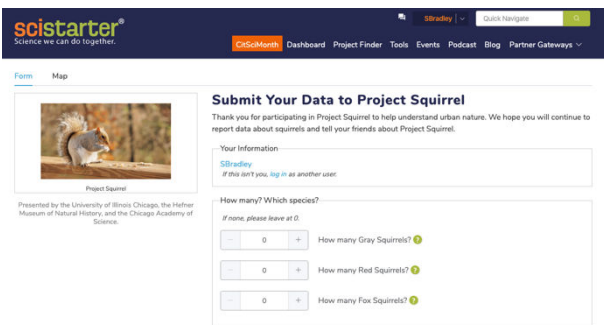 scistarter®
Science we can do together.
SBradley
Quick Navigate
CitSciMonth Dashboard Project Finder Tools Events Podcast Blog Partner Gateways
Form Map
Project Squirrel
Presented by the University of Illinois Chicago, the Hefner
Museum of Natural History, and the Chicago Academy of
Science.
Submit Your Data to Project Squirrel
Thank you for participating in Project Squirrel to help understand urban nature. We hope you will continue to
report data about squirrels and tell your friends about Project Squirrel.
Your Information
SBradley
If this isn't you, log in as another user.
How many? Which species?
If none, please leave at 0.
− 0 + How many Gray Squirrels? ?
− 0 + How many Red Squirrels? ?
− 0 + How many Fox Squirrels? ?